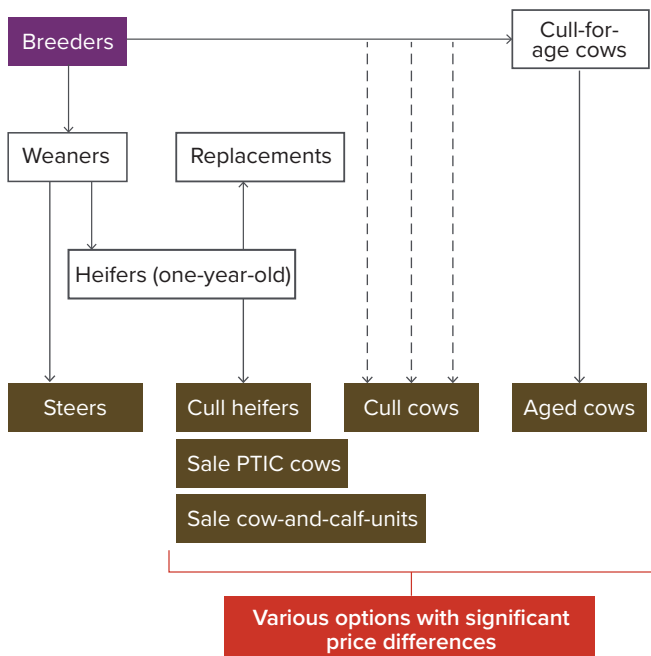 Breeders
Cull-for-
age cows
Weaners
Replacements
Heifers (one-year-old)
Steers
Cull heifers
Cull cows
Aged cows
Sale PTIC cows
Sale cow-and-calf-units
Various options with significant
price differences